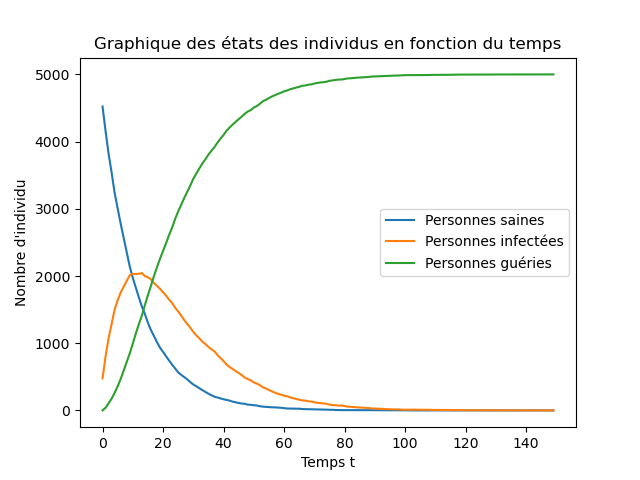 Graphique des états des individus en fonction du temps
5000
4000
3000
2000
1000
0
Nombre d'individu
Personnes saines
Personnes infectées
Personnes guéries
0 20 40 60 80 100 120 140
Temps t